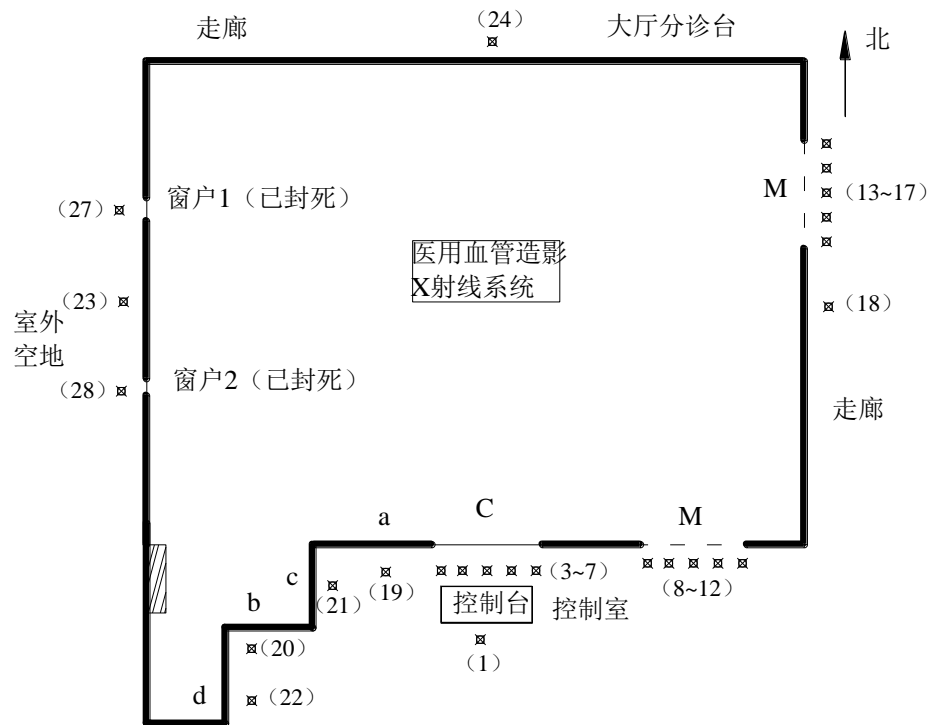 走廊
（24）
大厅分诊台
北
窗户1（已封死）
M
（27）
（13~17）
医用血管造影
X射线系统
（23）
（18）
室外
空地
窗户2（已封死）
（28）
走廊
a
C
M
c
（19）
（3~7）
（8~12）
（21）
b
控制台
控制室
（20）
（1）
d
（22）